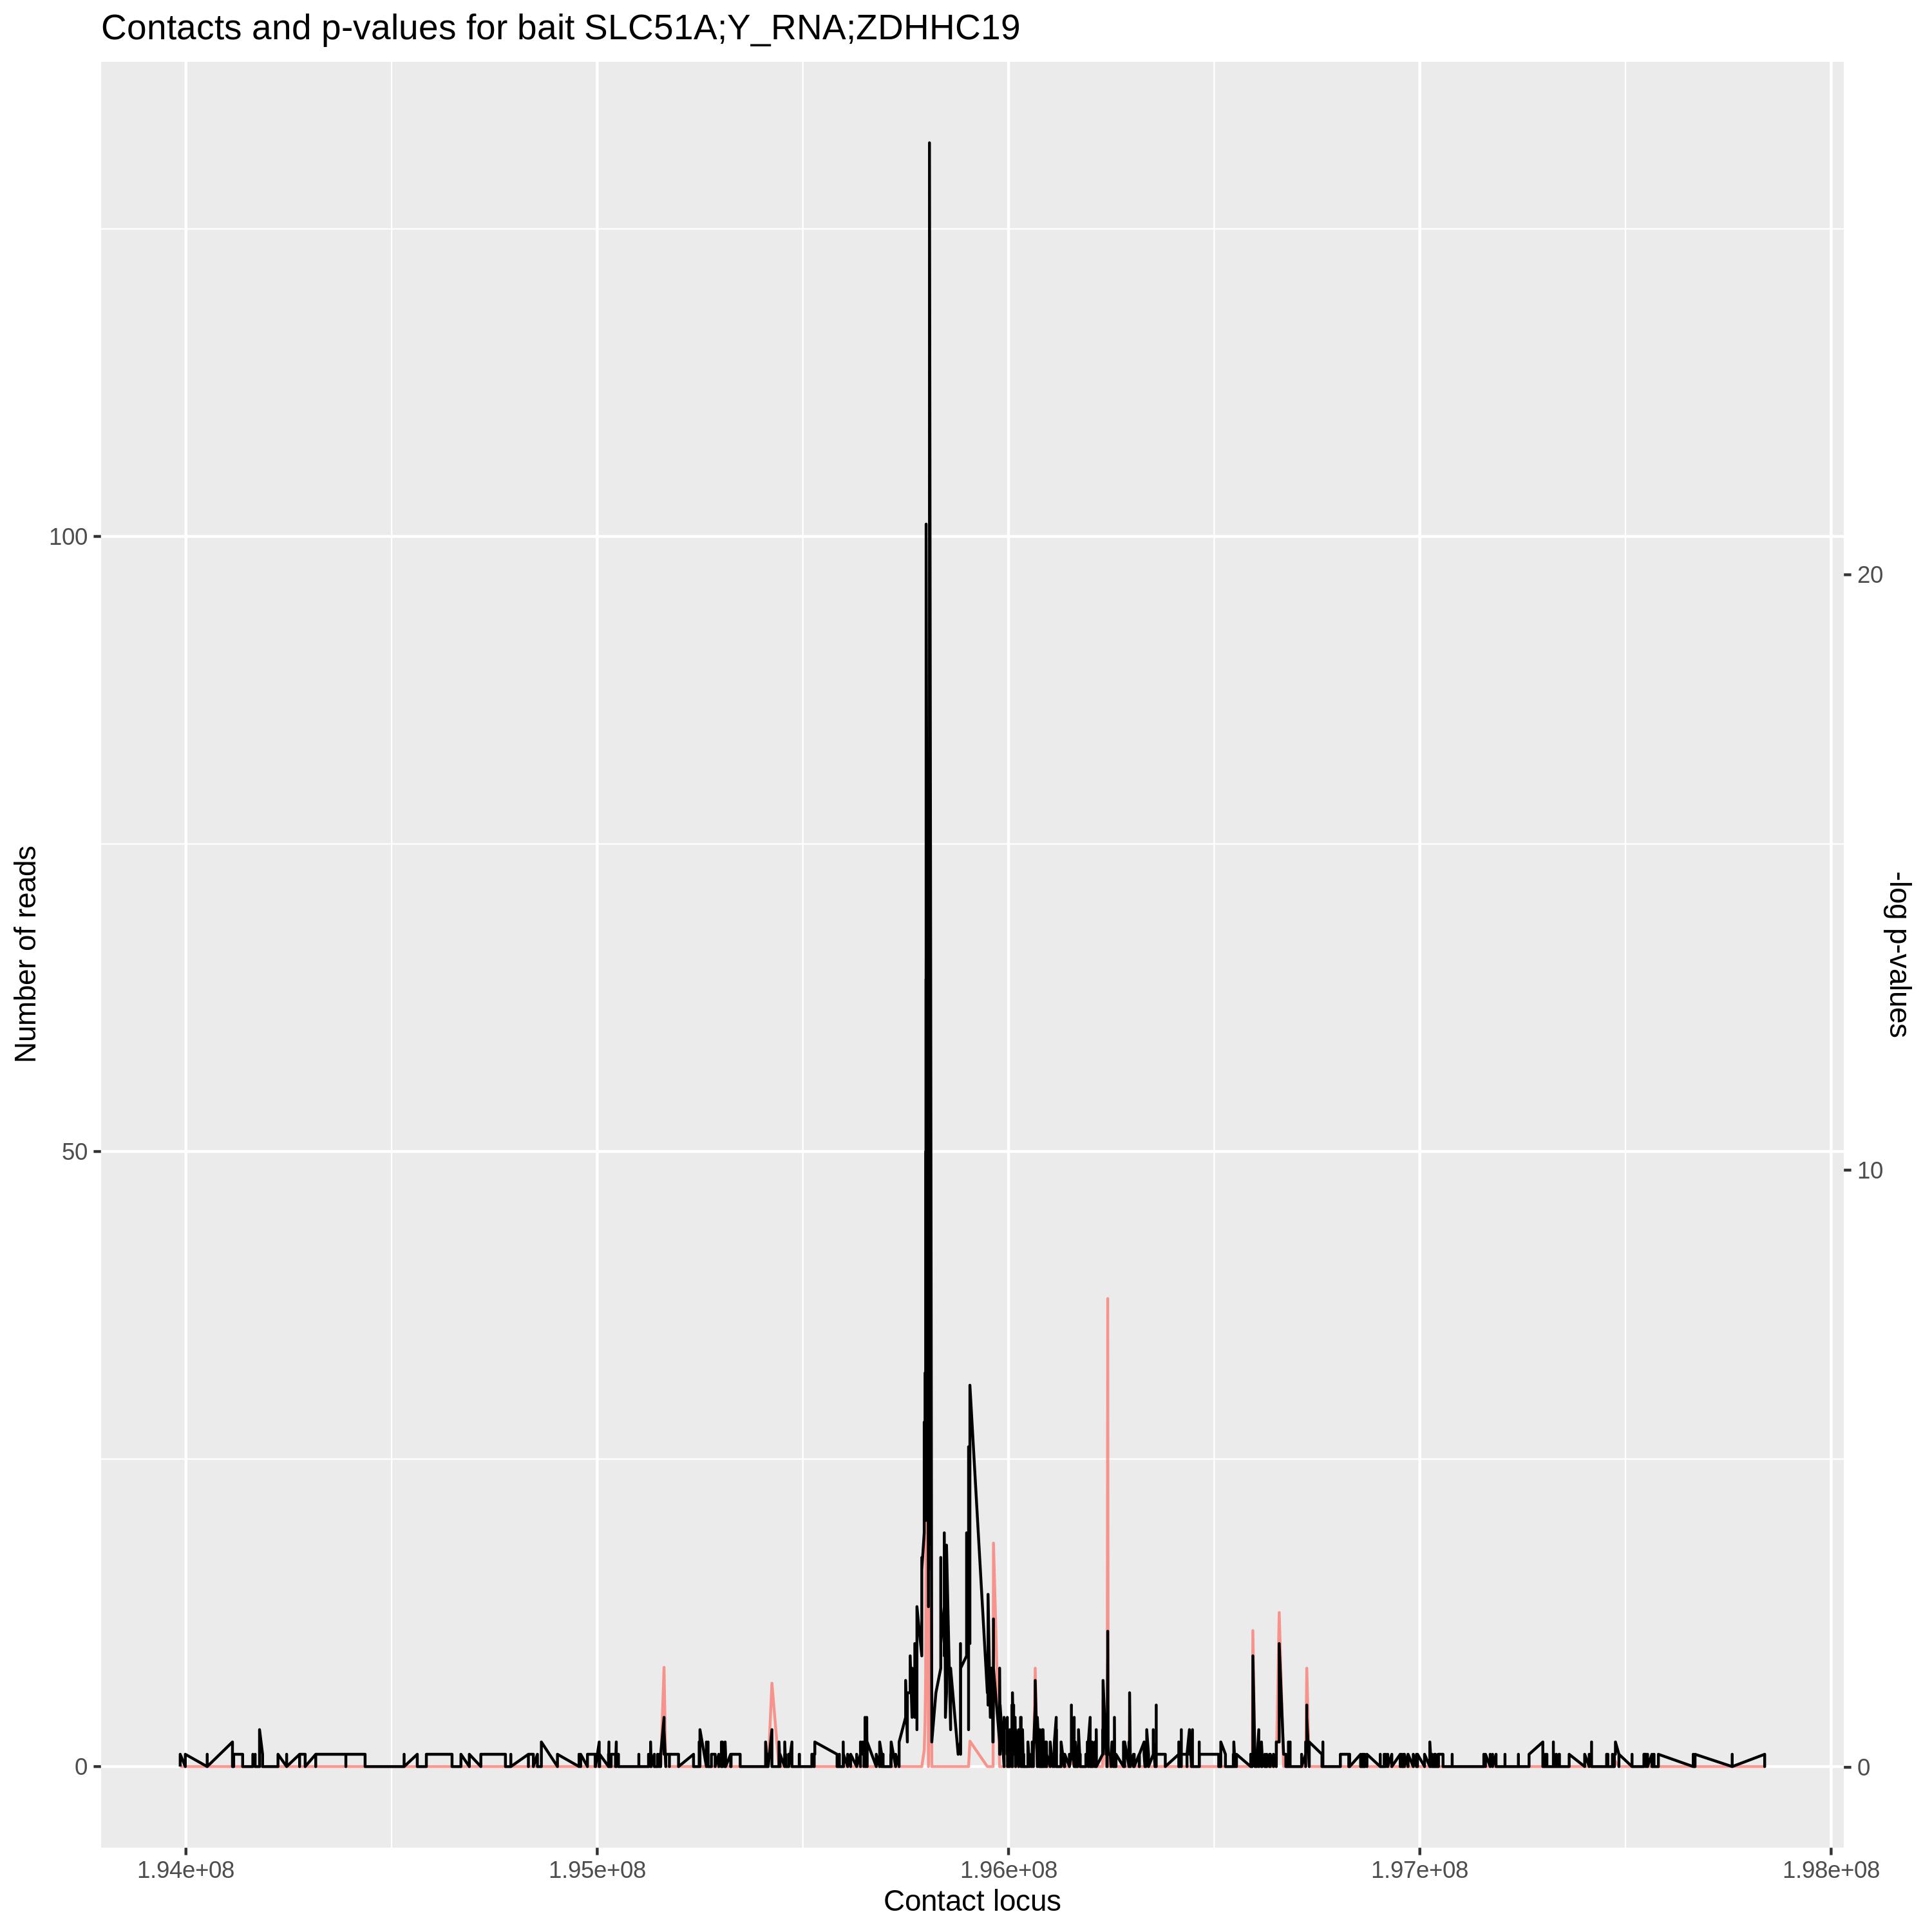 Contacts and p-values for bait SLC51A;Y_RNA;ZDHHC19
Number of reads
100
50
0
20
10
0
-log p-values
1.94e+08 1.95e+08 1.96e+08 1.97e+08 1.98e+08
Contact locus